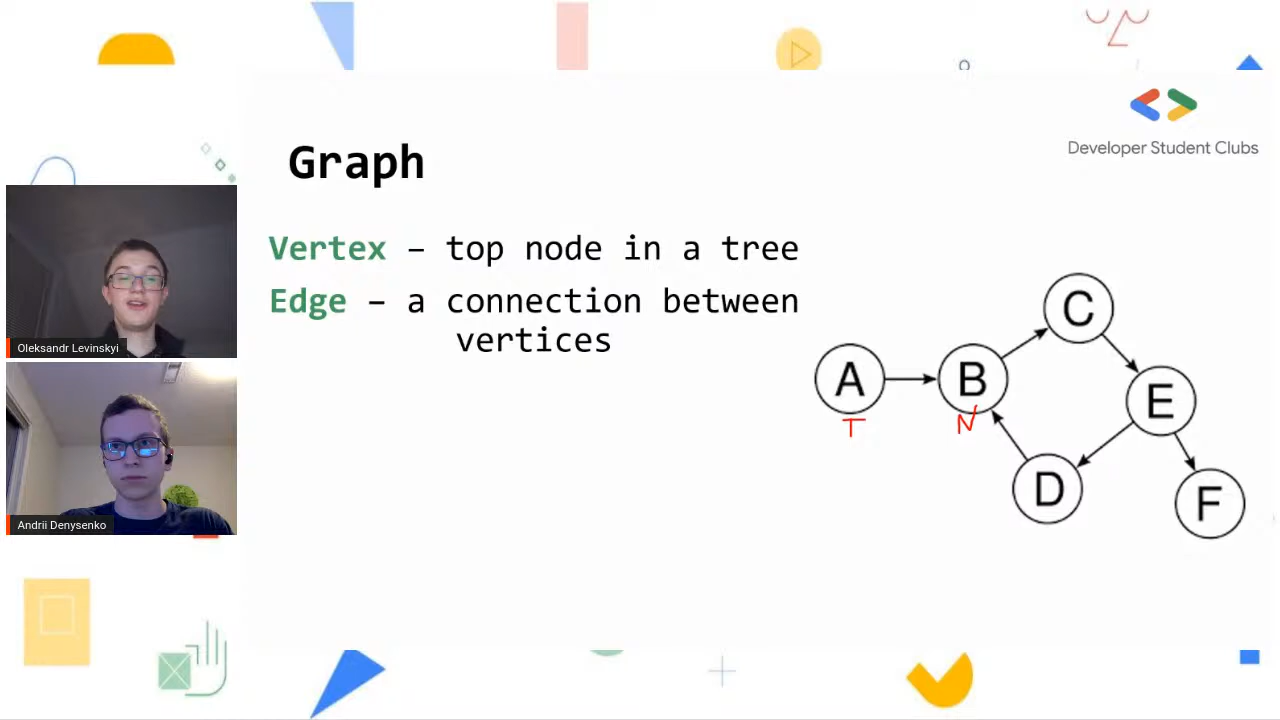 Developer Student Clubs
Graph
Vertex – top node in a tree
Edge – a connection between
vertices
Oleksandr Levinskyi
Andrii Denysenko
C
A
B
E
T
N
D
F